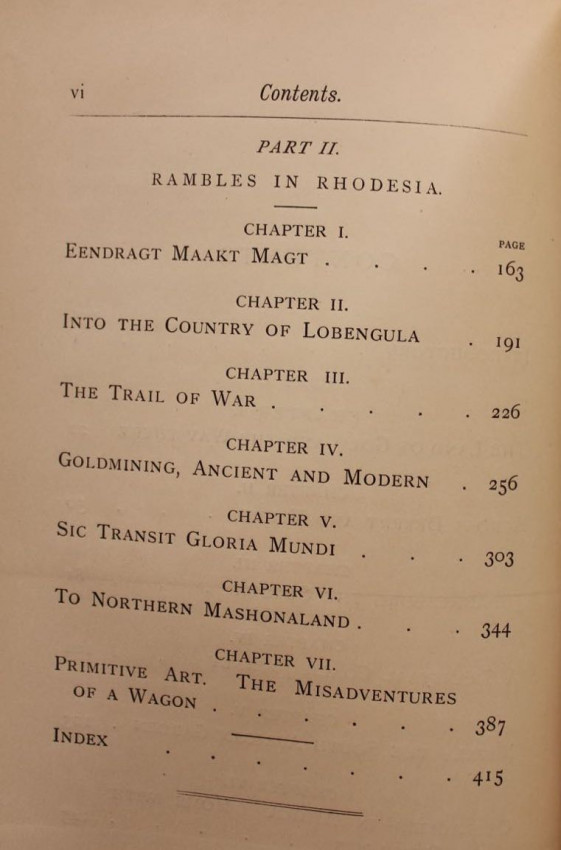 vi Contents.
PART II.
RAMBLES IN RHODESIA.
CHAPTER I.
PAGE
EENDRAGT MAAKT MAGT . . . . 163
CHAPTER II.
INTO THE COUNTRY OF LOBENGULA . 191
CHAPTER III.
THE TRAIL OF WAR . . . . . 226
CHAPTER IV.
GOLDMINING, ANCIENT AND MODERN . 256
CHAPTER V.
SIC TRANSIT GLORIA MUNDI . . . 303
CHAPTER VI.
TO NORTHERN MASHONALAND . . . 344
CHAPTER VII.
PRIMITIVE ART. THE MISADVENTURES
OF A WAGON . . . . . . 387
INDEX . . . . . . . 415